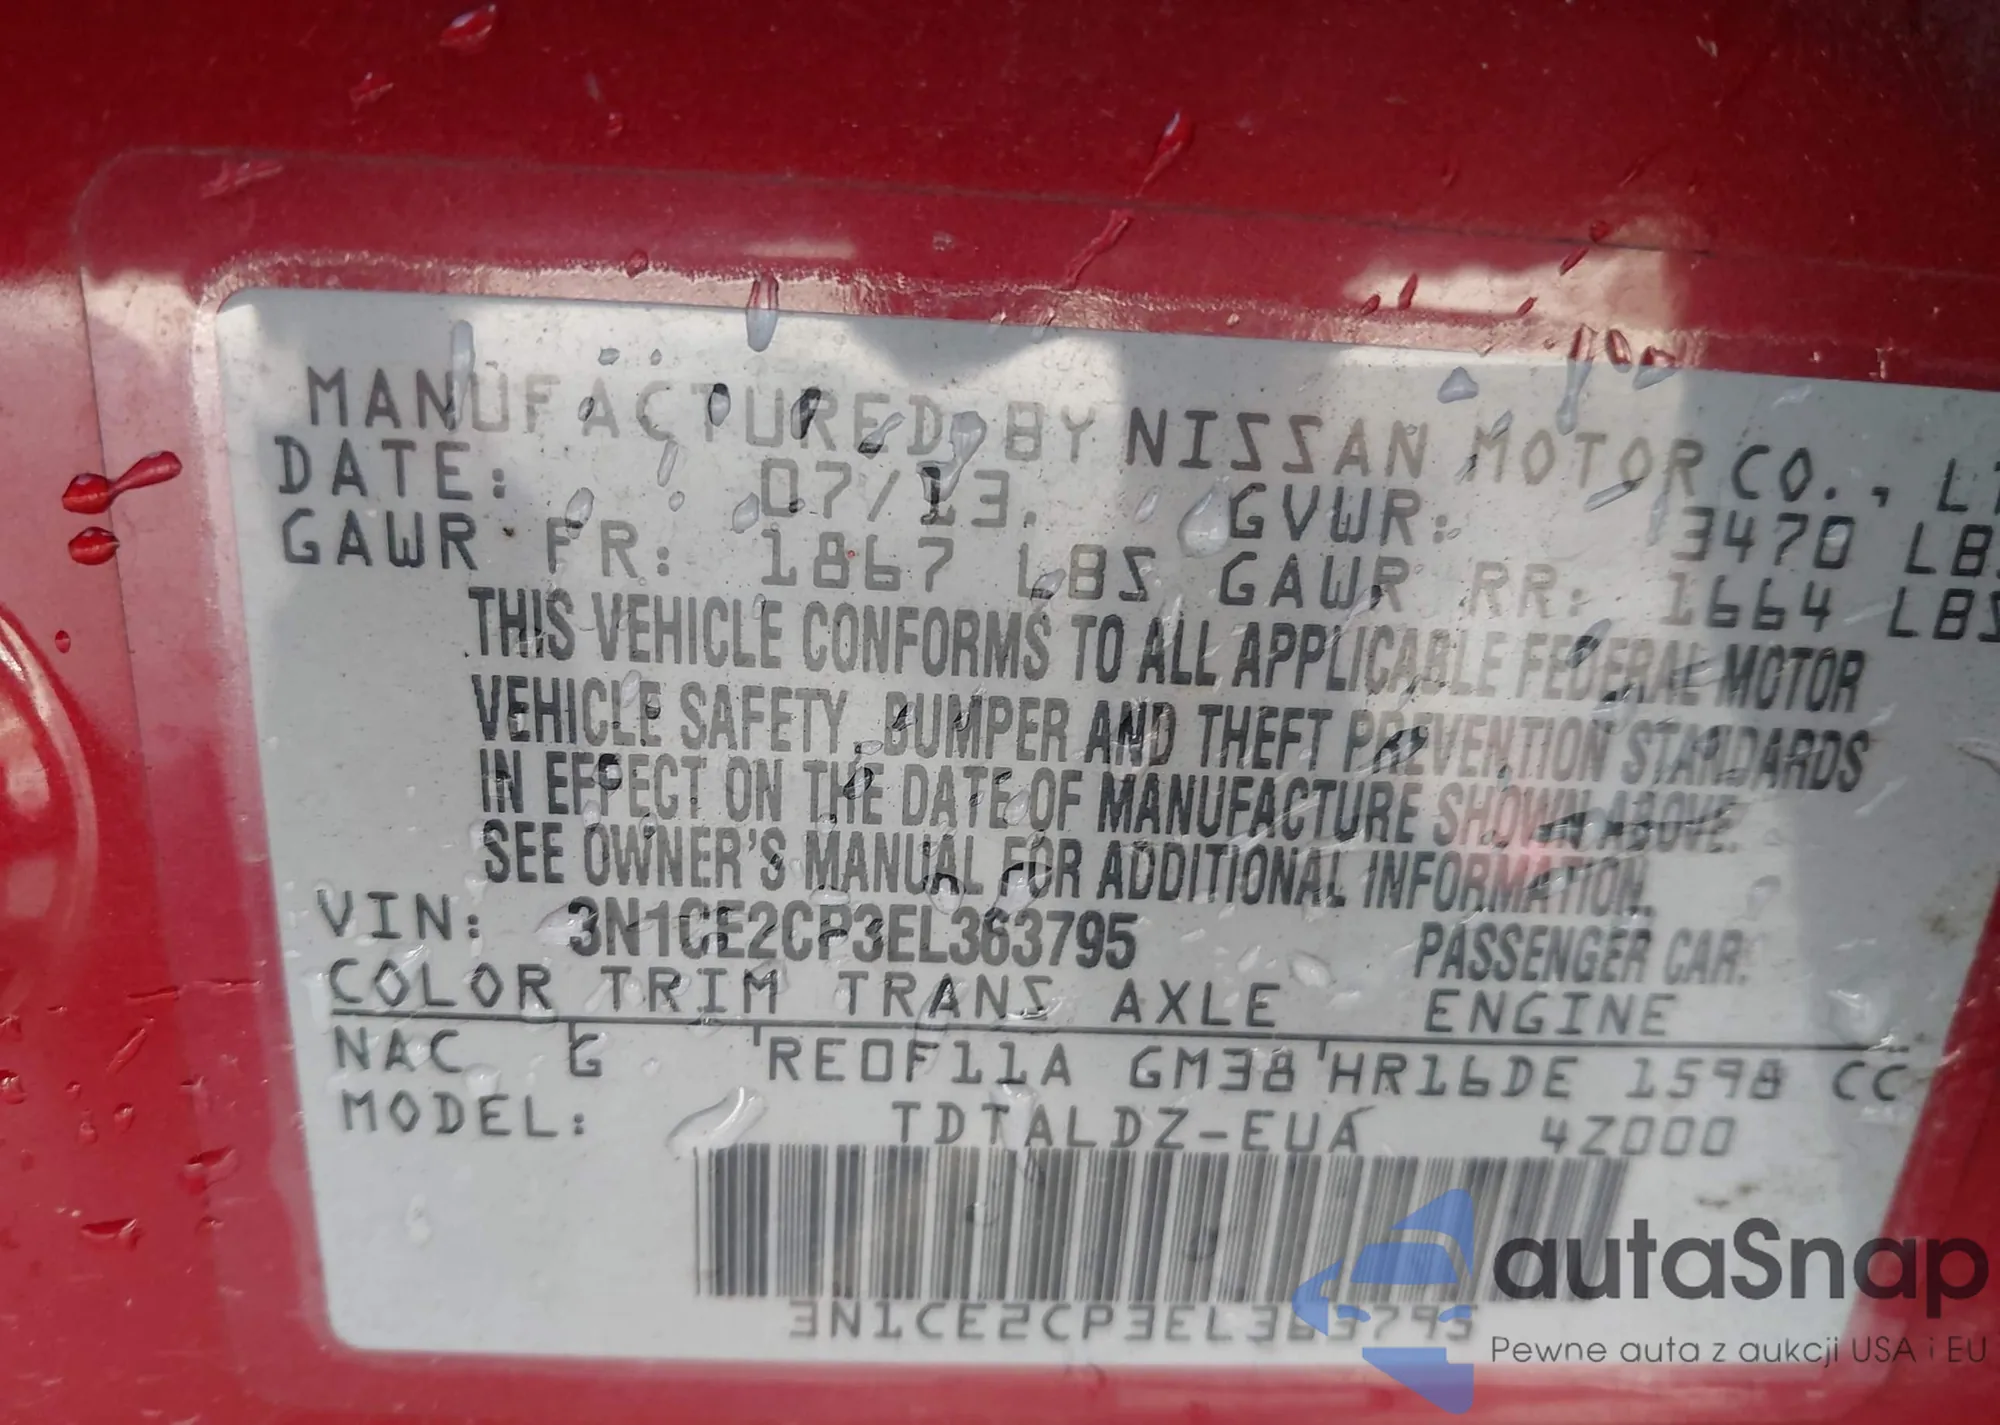 MANUFACTURED BY NISSAN MOTOR CO., LT
DATE: 07/13 GVWR: 3470 LBS
GAWR FR: 1867 LBS GAWR RR: 1664 LBS
THIS VEHICLE CONFORMS TO ALL APPLICABLE FEDERAL MOTOR
VEHICLE SAFETY, BUMPER AND THEFT PREVENTION STANDARDS
IN EFFECT ON THE DATE OF MANUFACTURE SHOWN ABOVE.
SEE OWNER'S MANUAL FOR ADDITIONAL INFORMATION.
VIN: 3N1CE2CP3EL363795 PASSENGER CAR
COLOR TRIM TRANS AXLE ENGINE
NAC G RE0F11A GM38 HR16DE 1598 CC
MODEL: TDTALDZ-EUA 4Z000
3N1CE2CP3EL363795
autaSnap
Pewne auta z aukcji USA i EU